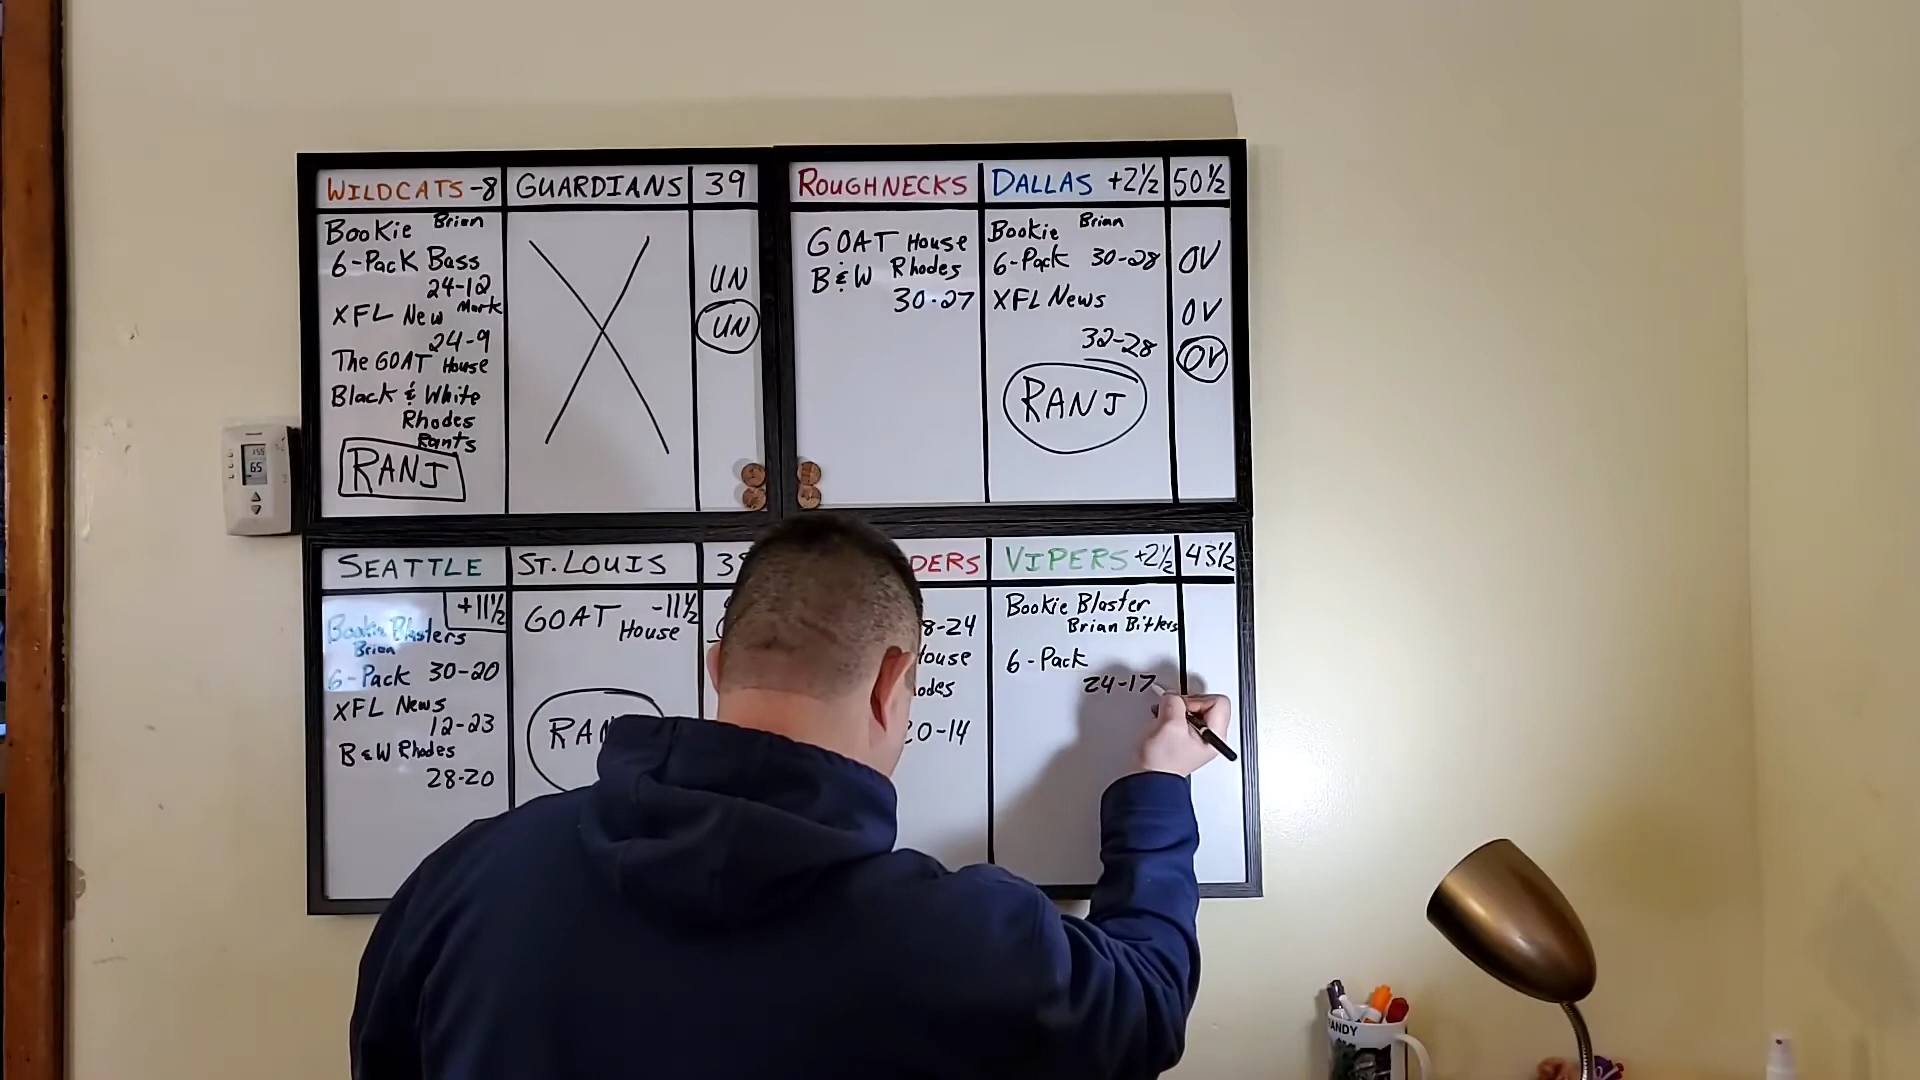 WILDCATS -8
GUARDIANS
39
Bookie Brian
6-Pack Bass
24-12
XFL New Mark
24-9
The GOAT House
Black & White
Rhodes
Rants
RANJ
UN
UN
ROUGHNECKS
DALLAS +2½
50½
GOAT House
B&W Rhodes
30-27
Bookie Brian
6-Pack 30-28
XFL News
32-28
RANJ
OV
OV
OV
SEATTLE
ST. LOUIS
+11½
Bookie Blasters
Brian
6-Pack 30-20
XFL News
12-23
B&W Rhodes
28-20
GOAT -11½
House
DERS
VIPERS +2½
43½
8-24
House
odes
20-14
Bookie Blaster
Brian Bitlers
6-Pack
24-17
65